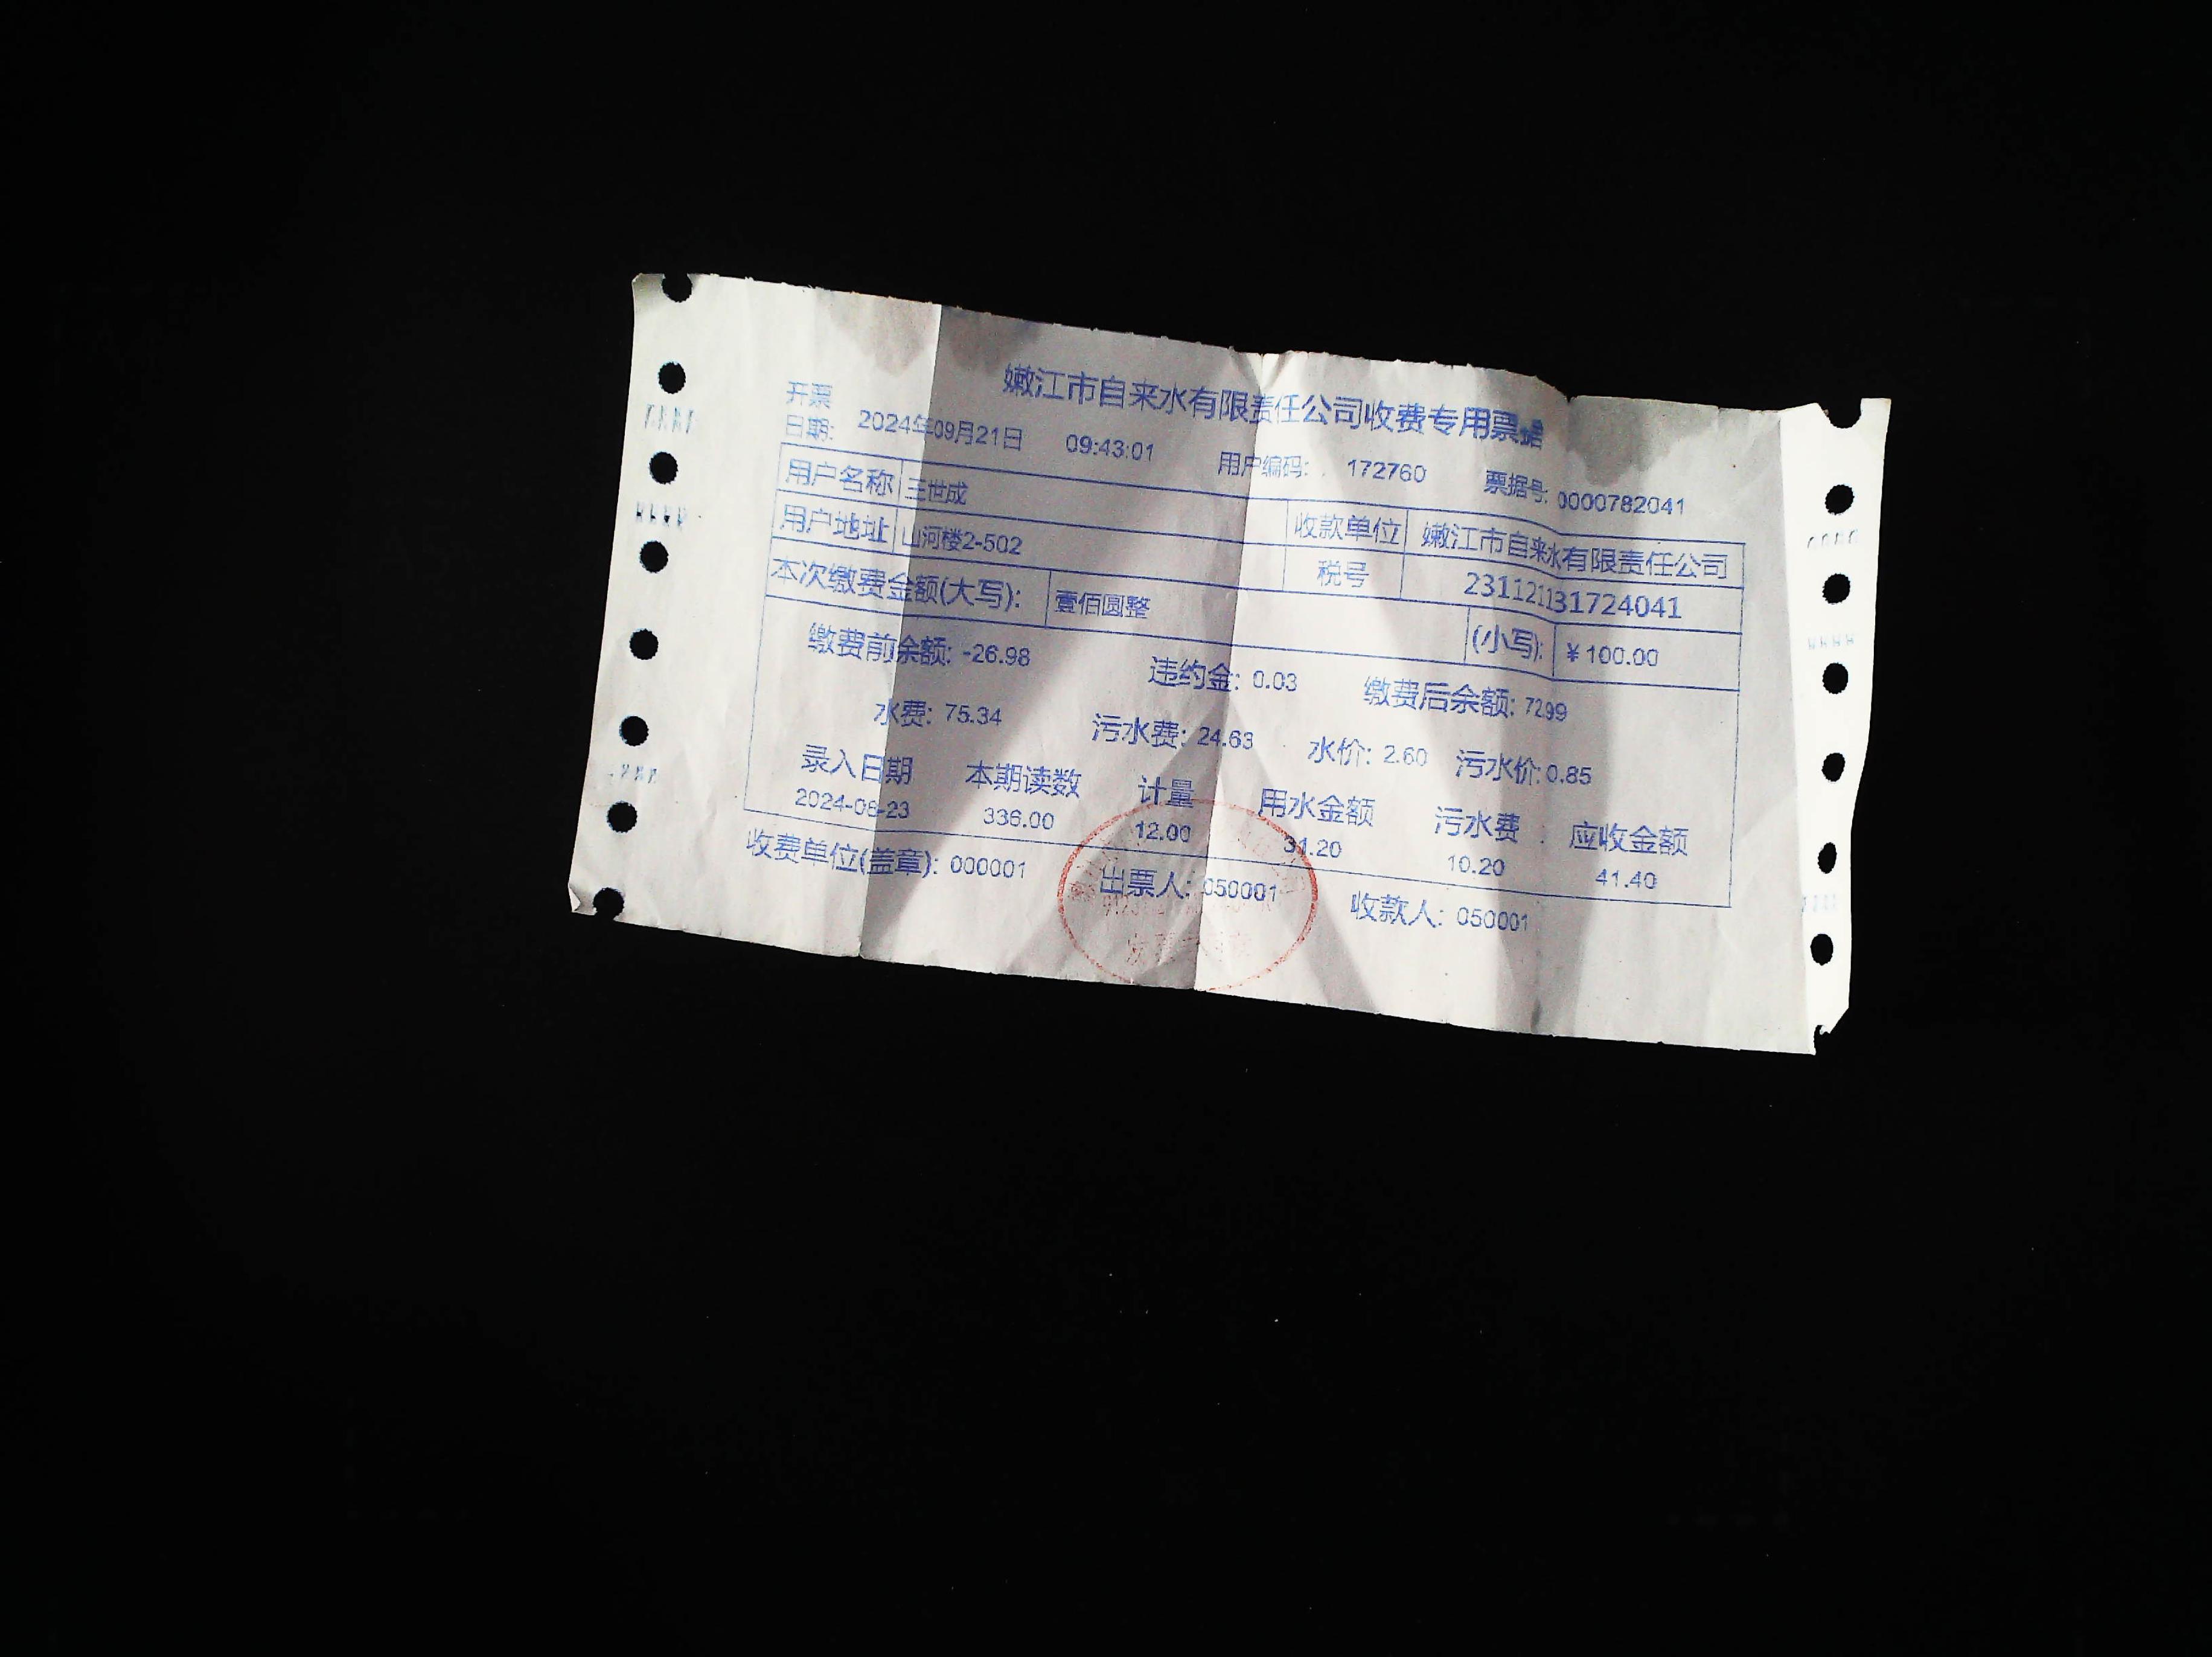 嫩江市自来水有限责任公司收费专用票据
开票
日期: 2024年09月21日 09:43:01 用户编码: 172760 票据号: 0000782041
用户名称 王世成 收款单位 嫩江市自来水有限责任公司
用户地址 山河楼2-502 税号 231121131724041
本次缴费金额(大写): 壹佰圆整 (小写): ¥100.00
缴费前余额: -26.98 违约金: 0.03 缴费后余额: 72.99
水费: 75.34 污水费: 24.63 水价: 2.60 污水价: 0.85
录入日期 本期读数 计量 用水金额 污水费 应收金额
2024-08-23 336.00 12.00 31.20 10.20 41.40
收费单位(盖章): 000001 出票人: 050001 收款人: 050001